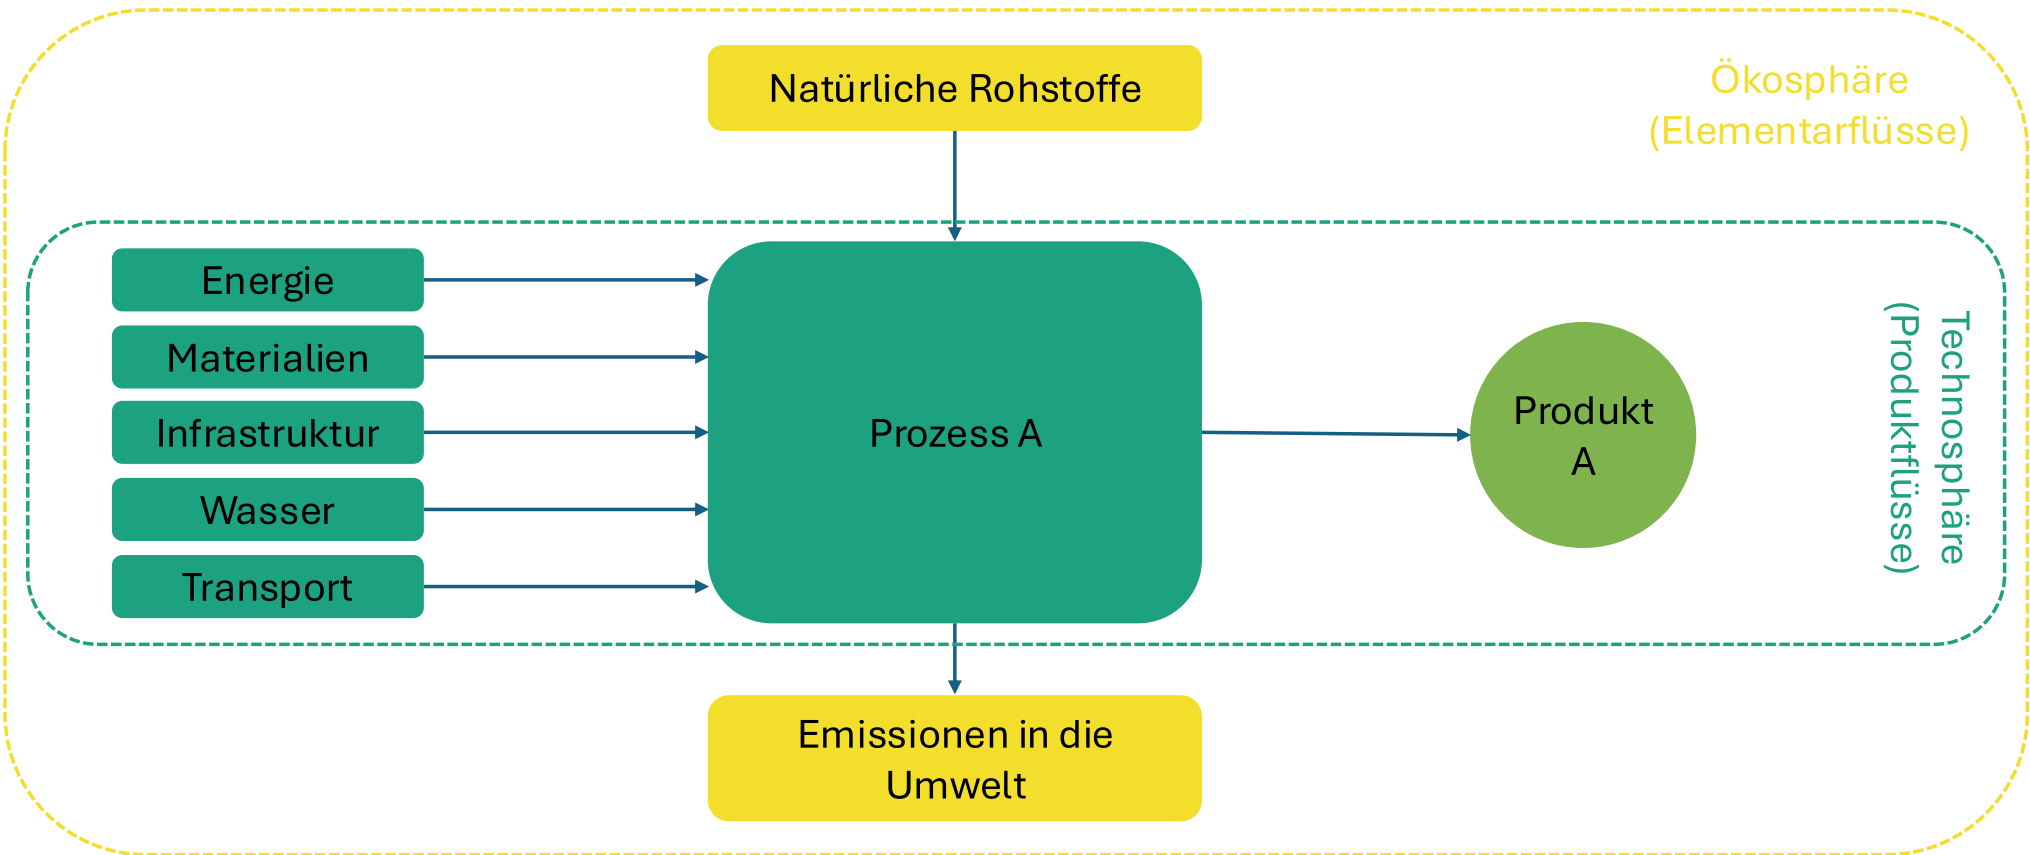 Natürliche Rohstoffe
Ökosphäre
(Elementarflüsse)
Energie
Materialien
Infrastruktur
Wasser
Transport
Prozess A
Produkt
A
Technosphäre
(Produktflüsse)
Emissionen in die
Umwelt